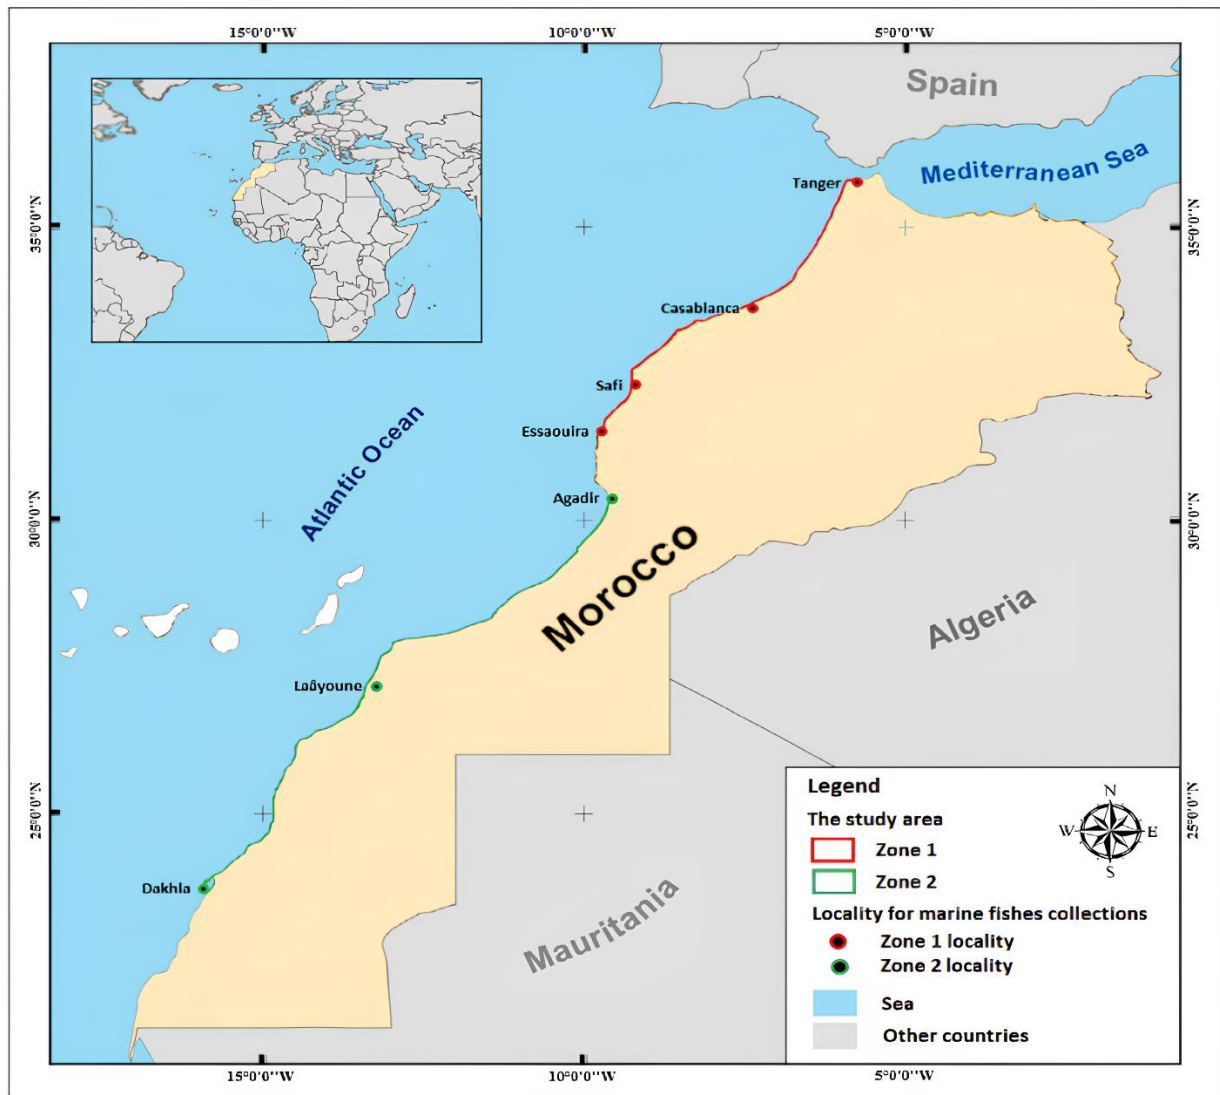 15°0'0"W 10°0'0"W 5°0'0"W
Spain
Mediterranean Sea
Tanger
35°0'0"N 35°0'0"N
Casablanca
Safi
Essaouira
Atlantic Ocean
Agadir
30°0'0"N 30°0'0"N
Morocco
Algeria
Laâyoune
25°0'0"N 25°0'0"N
Dakhla
Mauritania
Legend
The study area
Zone 1
Zone 2
Locality for marine fishes collections
Zone 1 locality
Zone 2 locality
Sea
Other countries
N
W E
S
15°0'0"W 10°0'0"W 5°0'0"W